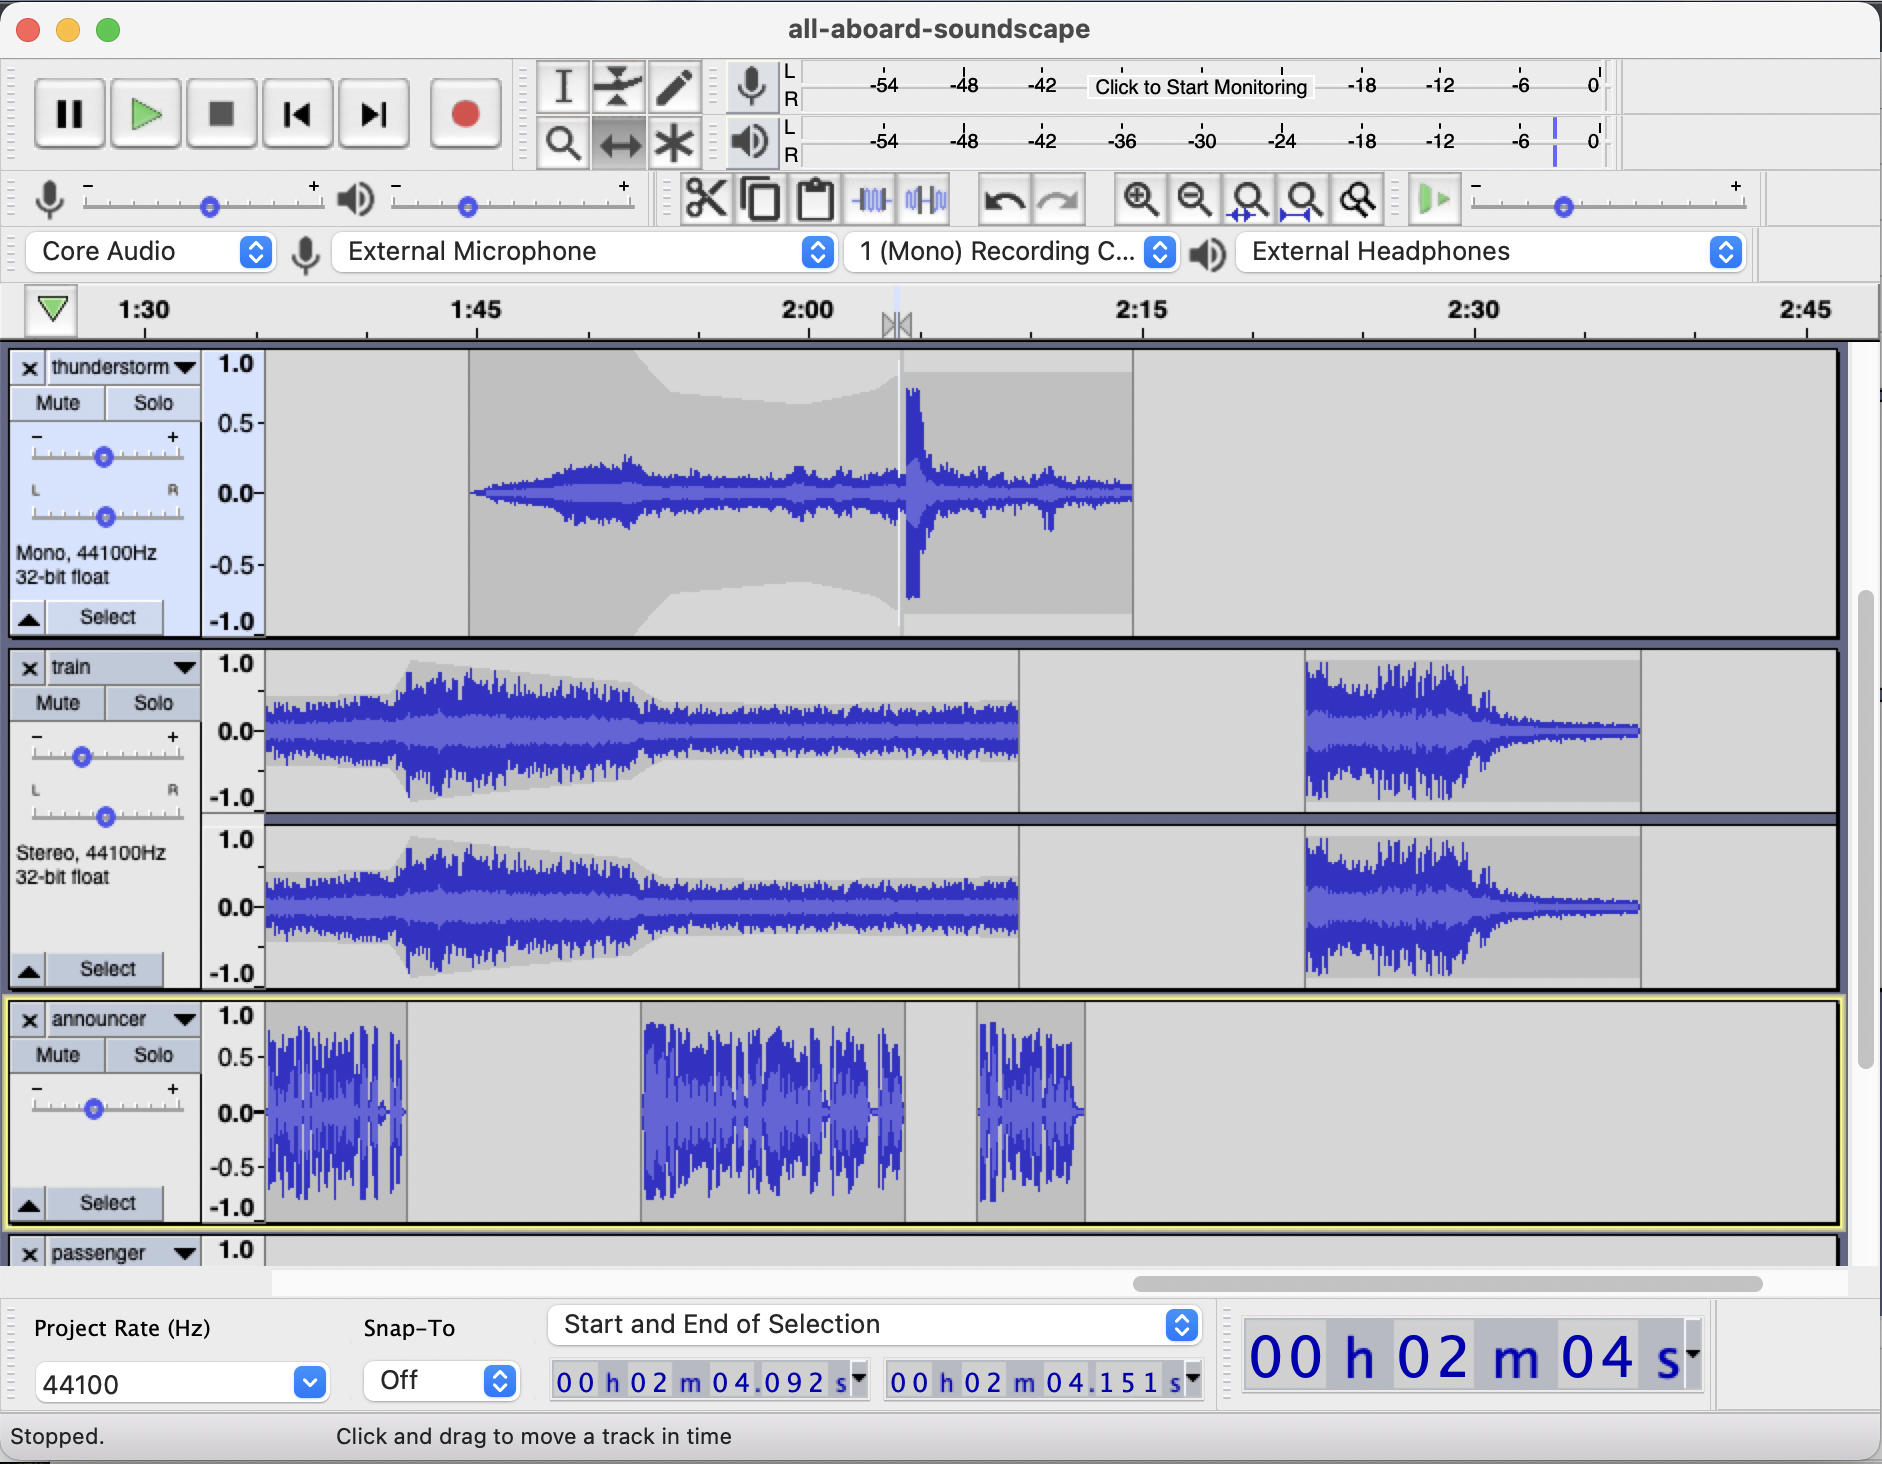 all-aboard-soundscape
L
R
-54 -48 -42 Click to Start Monitoring -18 -12 -6 0
L
R
-54 -48 -42 -36 -30 -24 -18 -12 -6 0
- + - + - +
Core Audio External Microphone 1 (Mono) Recording C... External Headphones
1:30 1:45 2:00 2:15 2:30 2:45
thunderstorm
Mute Solo
- +
L R
Mono, 44100Hz
32-bit float
Select
1.0
0.5
0.0
-0.5
-1.0
train
Mute Solo
- +
L R
Stereo, 44100Hz
32-bit float
Select
1.0
0.0
-1.0
1.0
0.0
-1.0
announcer
Mute Solo
- +
Select
1.0
0.5
0.0
-0.5
-1.0
passenger
1.0
Project Rate (Hz) Snap-To Start and End of Selection
44100 Off 00 h 02 m 04.092 s 00 h 02 m 04.151 s 00 h 02 m 04 s
Stopped. Click and drag to move a track in time